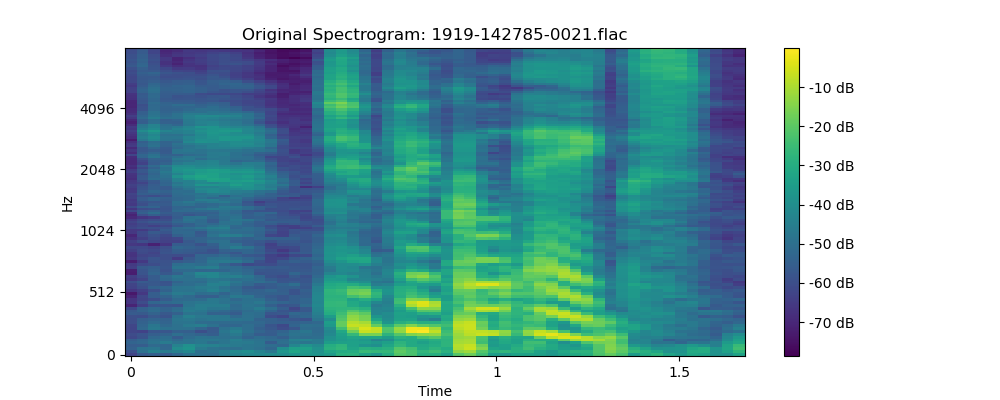 Original Spectrogram: 1919-142785-0021.flac
4096
2048
1024
512
0
Hz
0
0.5
1
1.5
Time
-10 dB
-20 dB
-30 dB
-40 dB
-50 dB
-60 dB
-70 dB